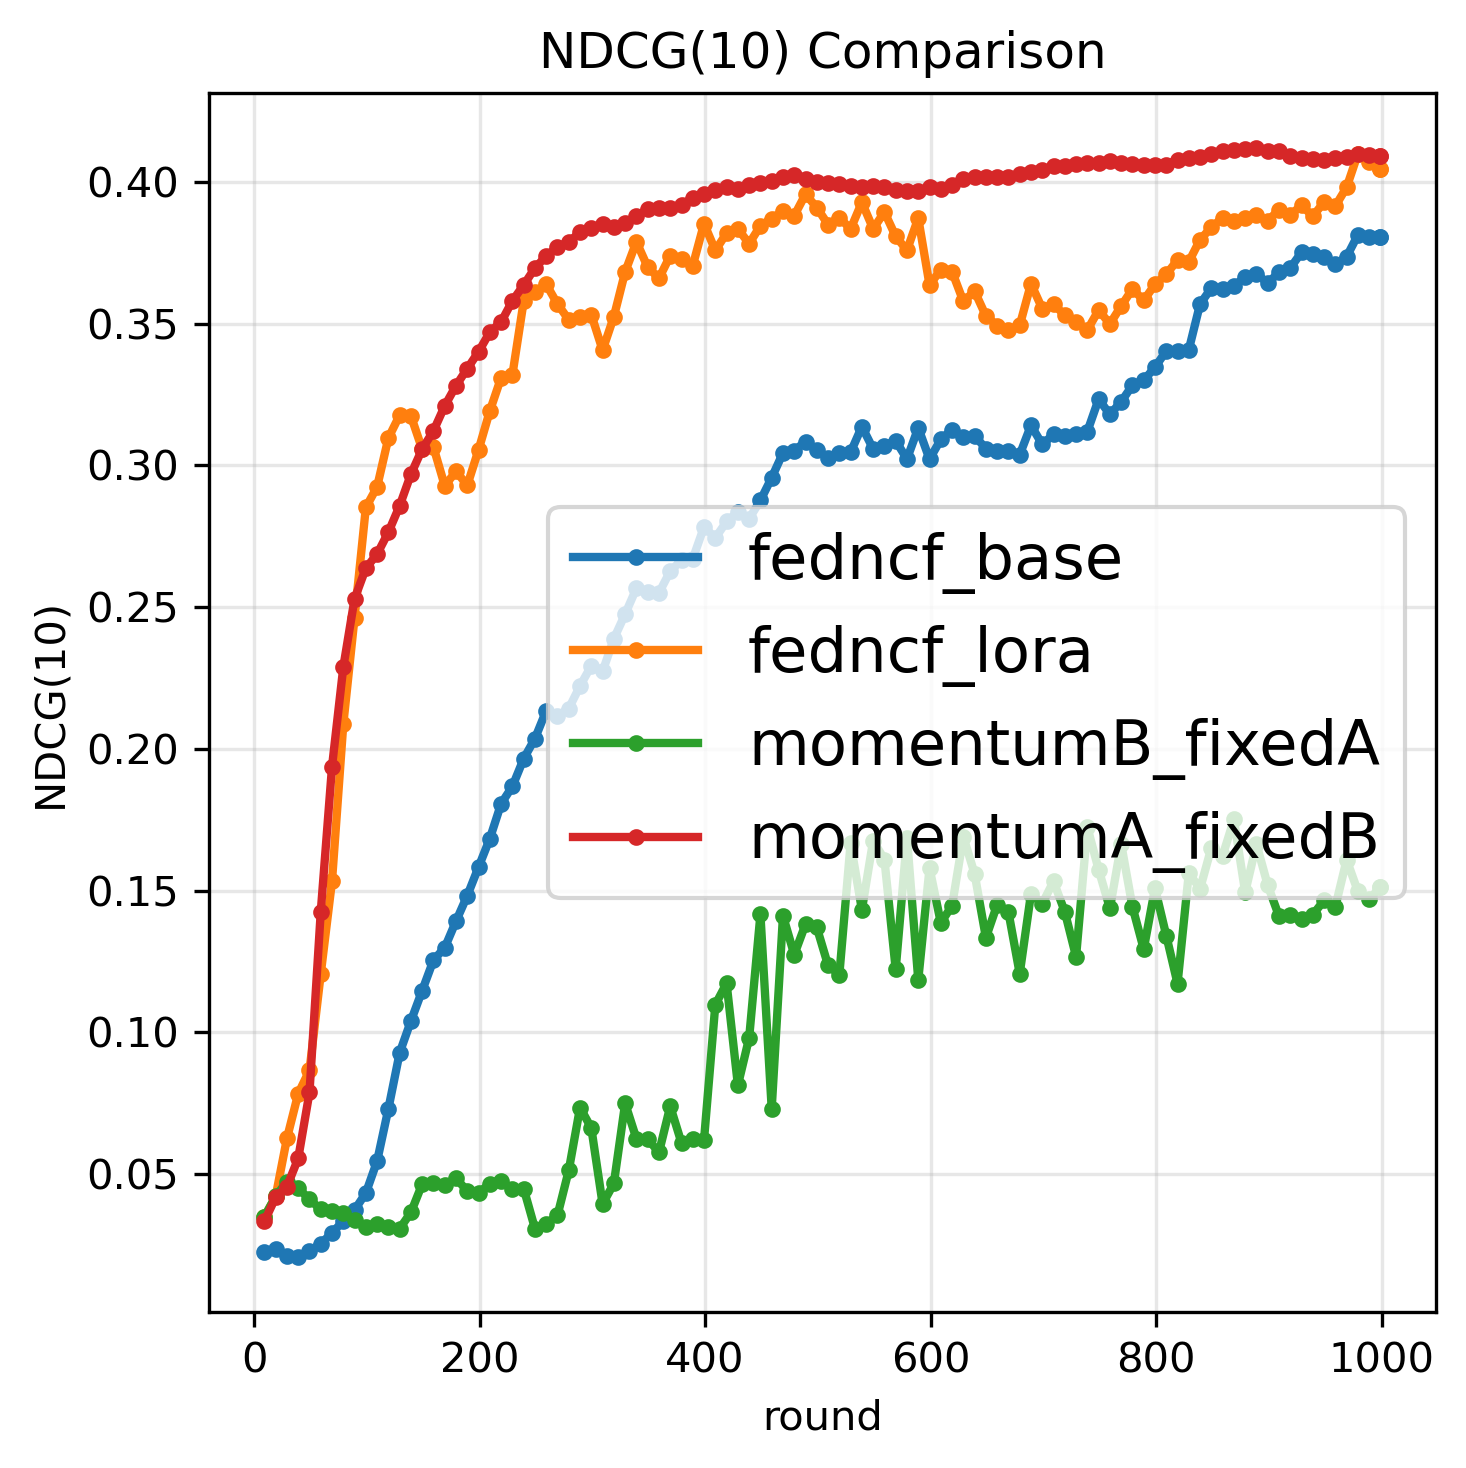 NDCG(10) Comparison
0.40
0.35
0.30
0.25
0.20
0.15
0.10
0.05
NDCG(10)
fedncf_base
fedncf_lora
momentumB_fixedA
momentumA_fixedB
0 200 400 600 800 1000
round